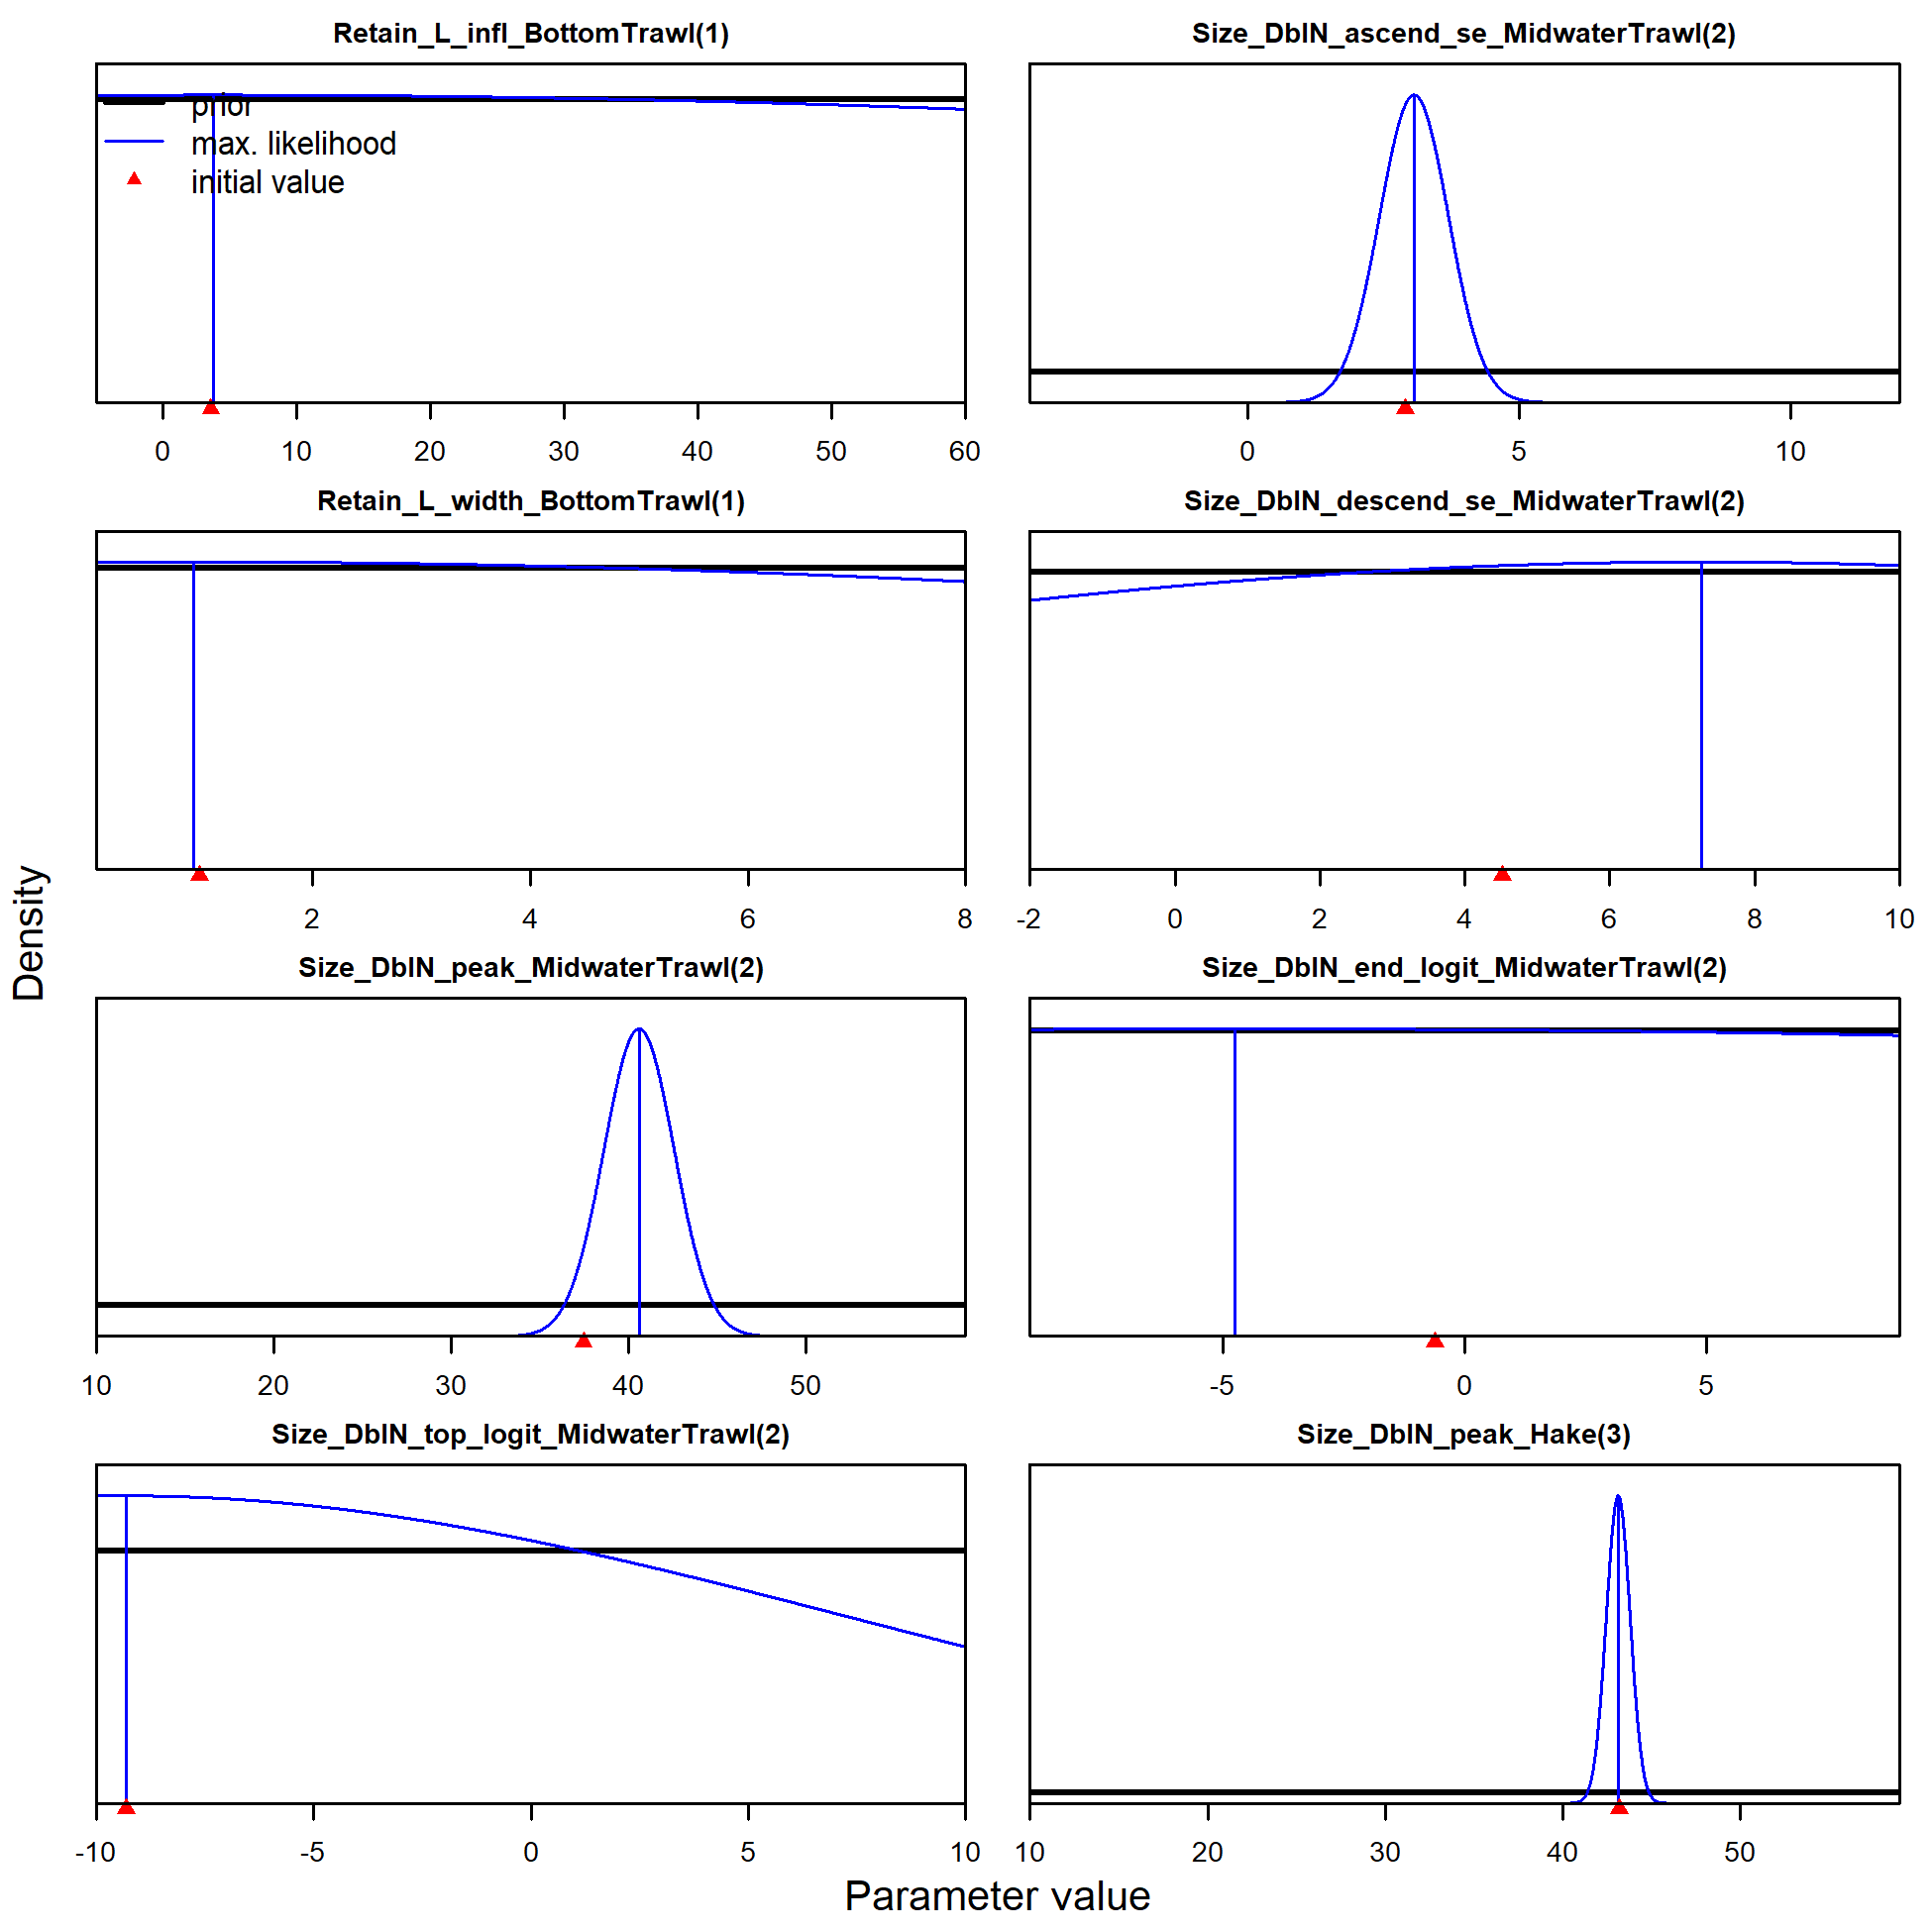 Retain_L_infl_BottomTrawl(1)
prior
max. likelihood
initial value
0 10 20 30 40 50 60
Size_DblN_ascend_se_MidwaterTrawl(2)
0 5 10
Retain_L_width_BottomTrawl(1)
2 4 6 8
Size_DblN_descend_se_MidwaterTrawl(2)
-2 0 2 4 6 8 10
Size_DblN_peak_MidwaterTrawl(2)
10 20 30 40 50
Size_DblN_end_logit_MidwaterTrawl(2)
-5 0 5
Size_DblN_top_logit_MidwaterTrawl(2)
-10 -5 0 5 10
Size_DblN_peak_Hake(3)
10 20 30 40 50
Density
Parameter value